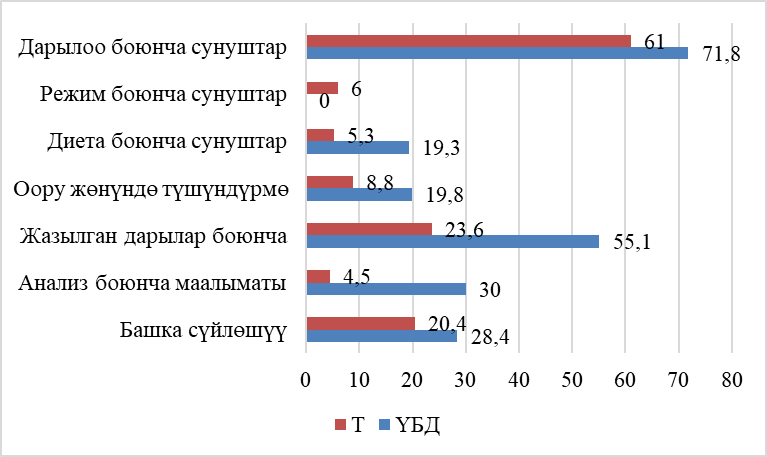 Дарылоо боюнча сунуштар
61
71,8
Режим боюнча сунуштар
6
0
Диета боюнча сунуштар
5,3
19,3
Оору жөнүндө түшүндүрмө
8,8
19,8
Жазылган дарылар боюнча
23,6
55,1
Анализ боюнча маалыматы
4,5
30
Башка сүйлөшүү
20,4
28,4
0 10 20 30 40 50 60 70 80
Т ҮБД